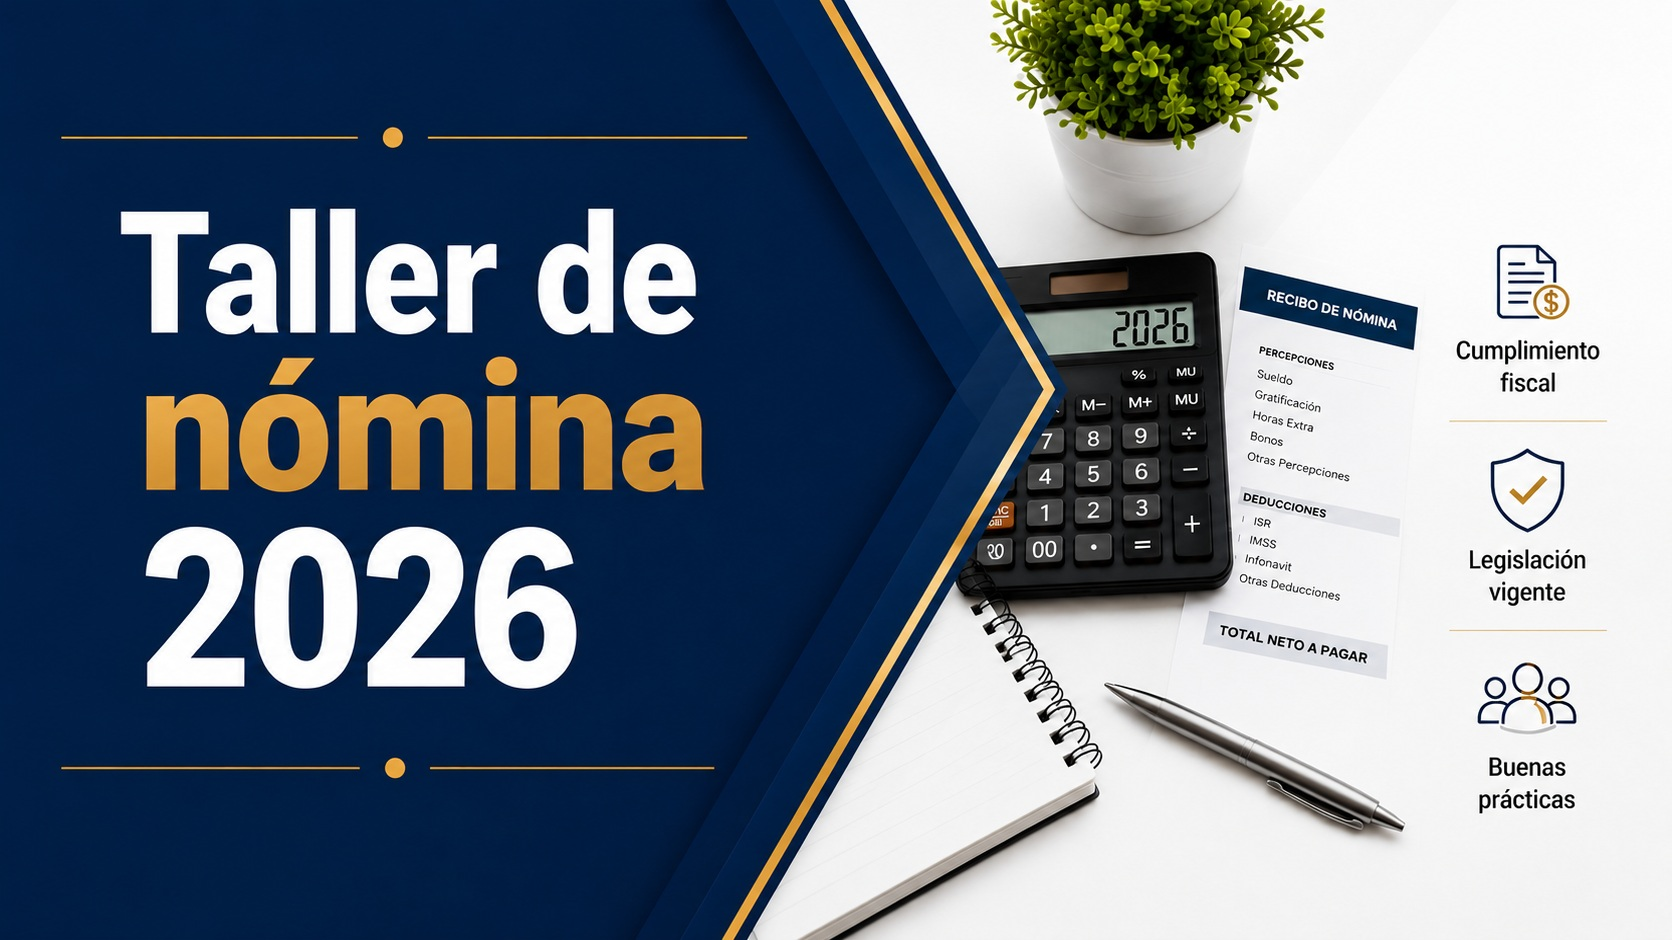 Taller de
nómina
2026
2026
% MU
M– M+ MU
7 8 9 ÷
4 5 6 –
1 2 3 +
00 • =
RECIBO DE NÓMINA
PERCEPCIONES
Sueldo
Gratificación
Horas Extra
Bonos
Otras Percepciones
DEDUCCIONES
ISR
IMSS
Infonavit
Otras Deducciones
TOTAL NETO A PAGAR
Cumplimiento
fiscal
Legislación
vigente
Buenas
prácticas